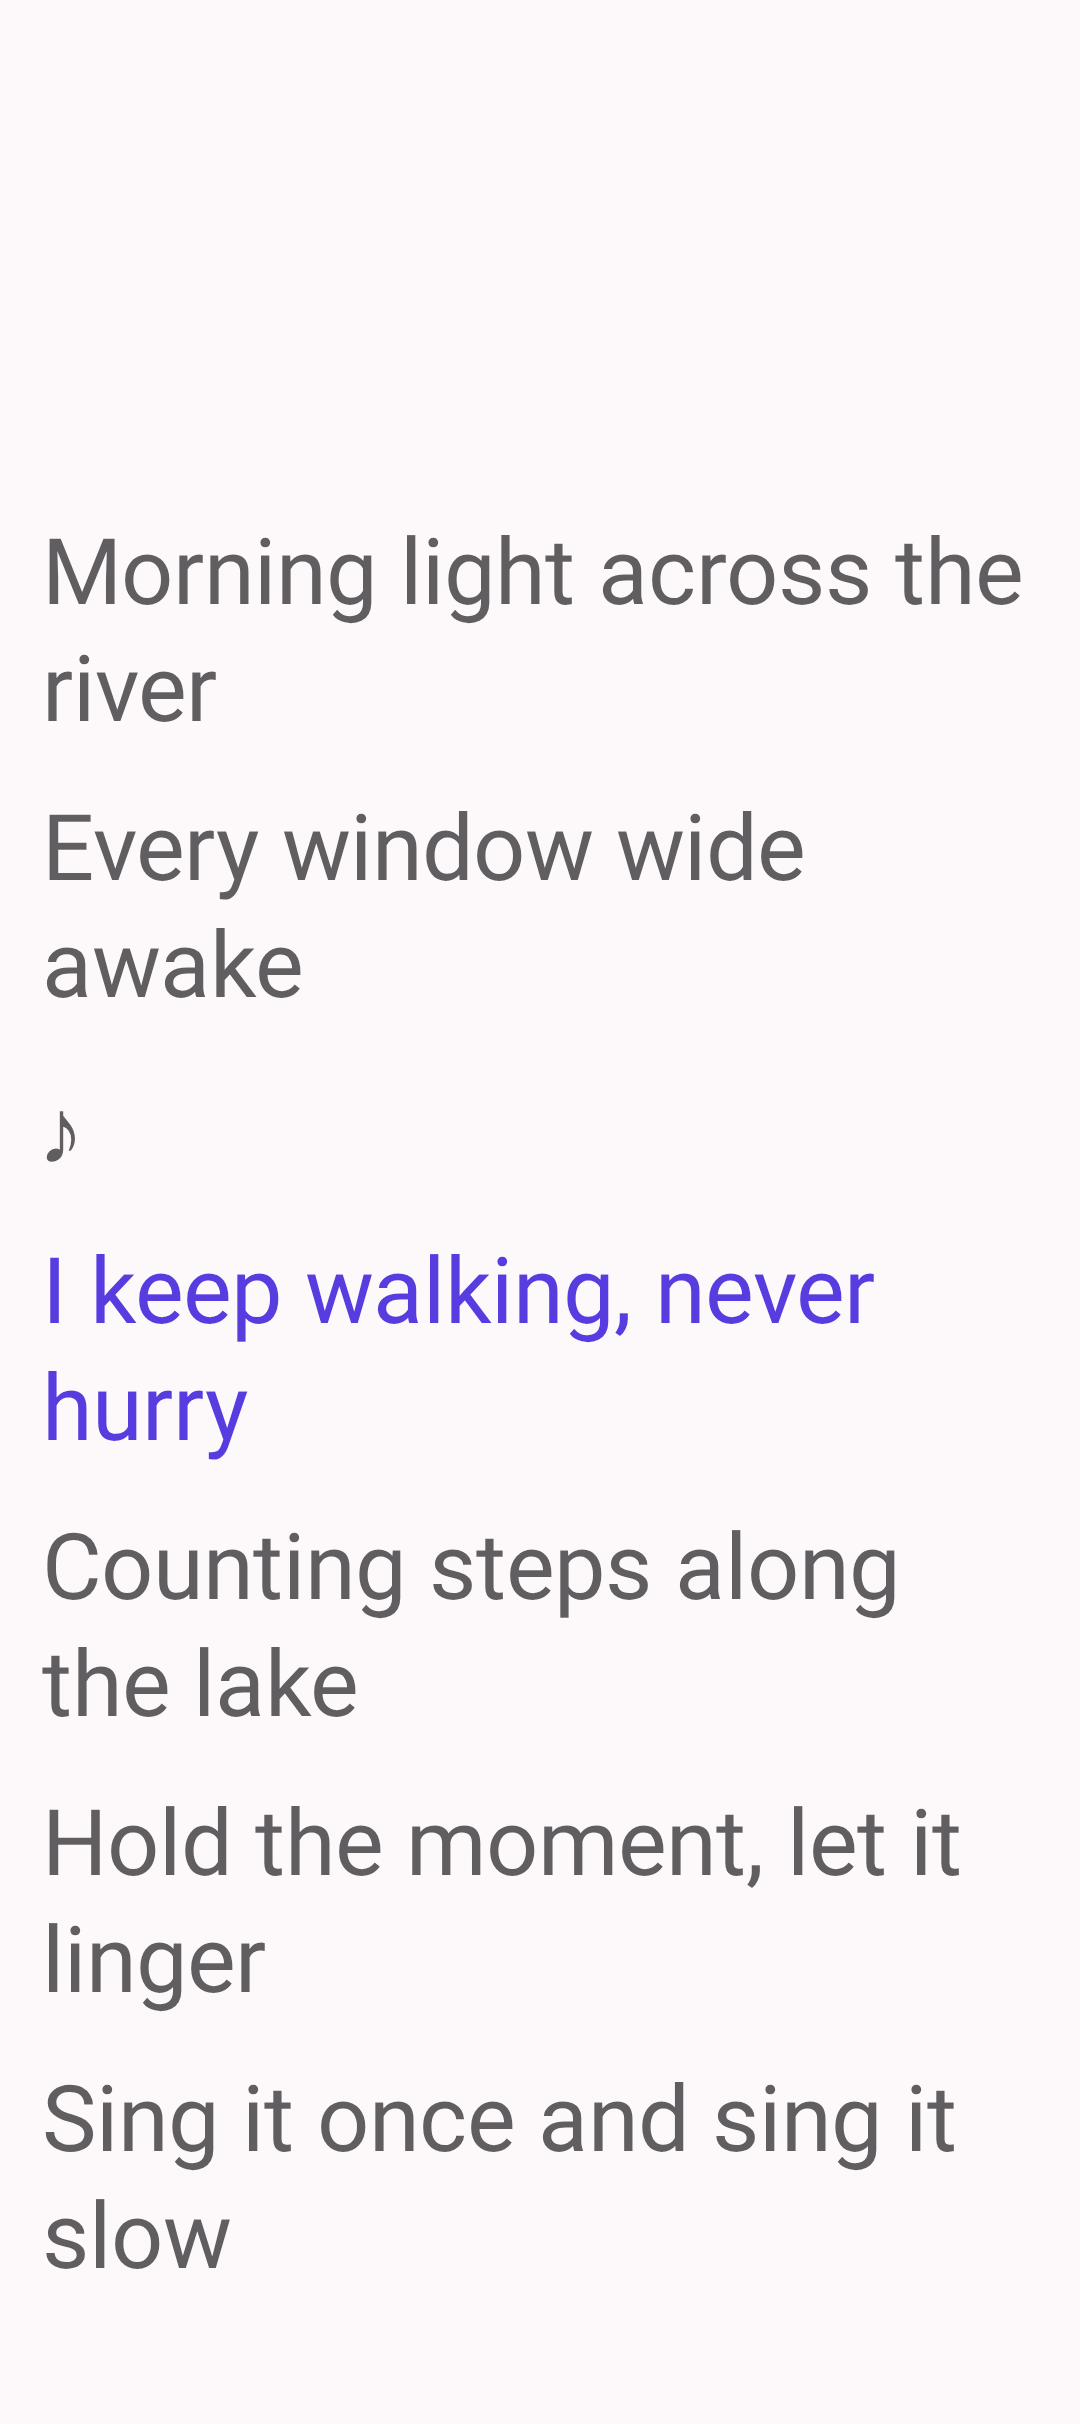 Morning light across the
river
Every window wide
awake
♪
I keep walking, never
hurry
Counting steps along
the lake
Hold the moment, let it
linger
Sing it once and sing it
slow